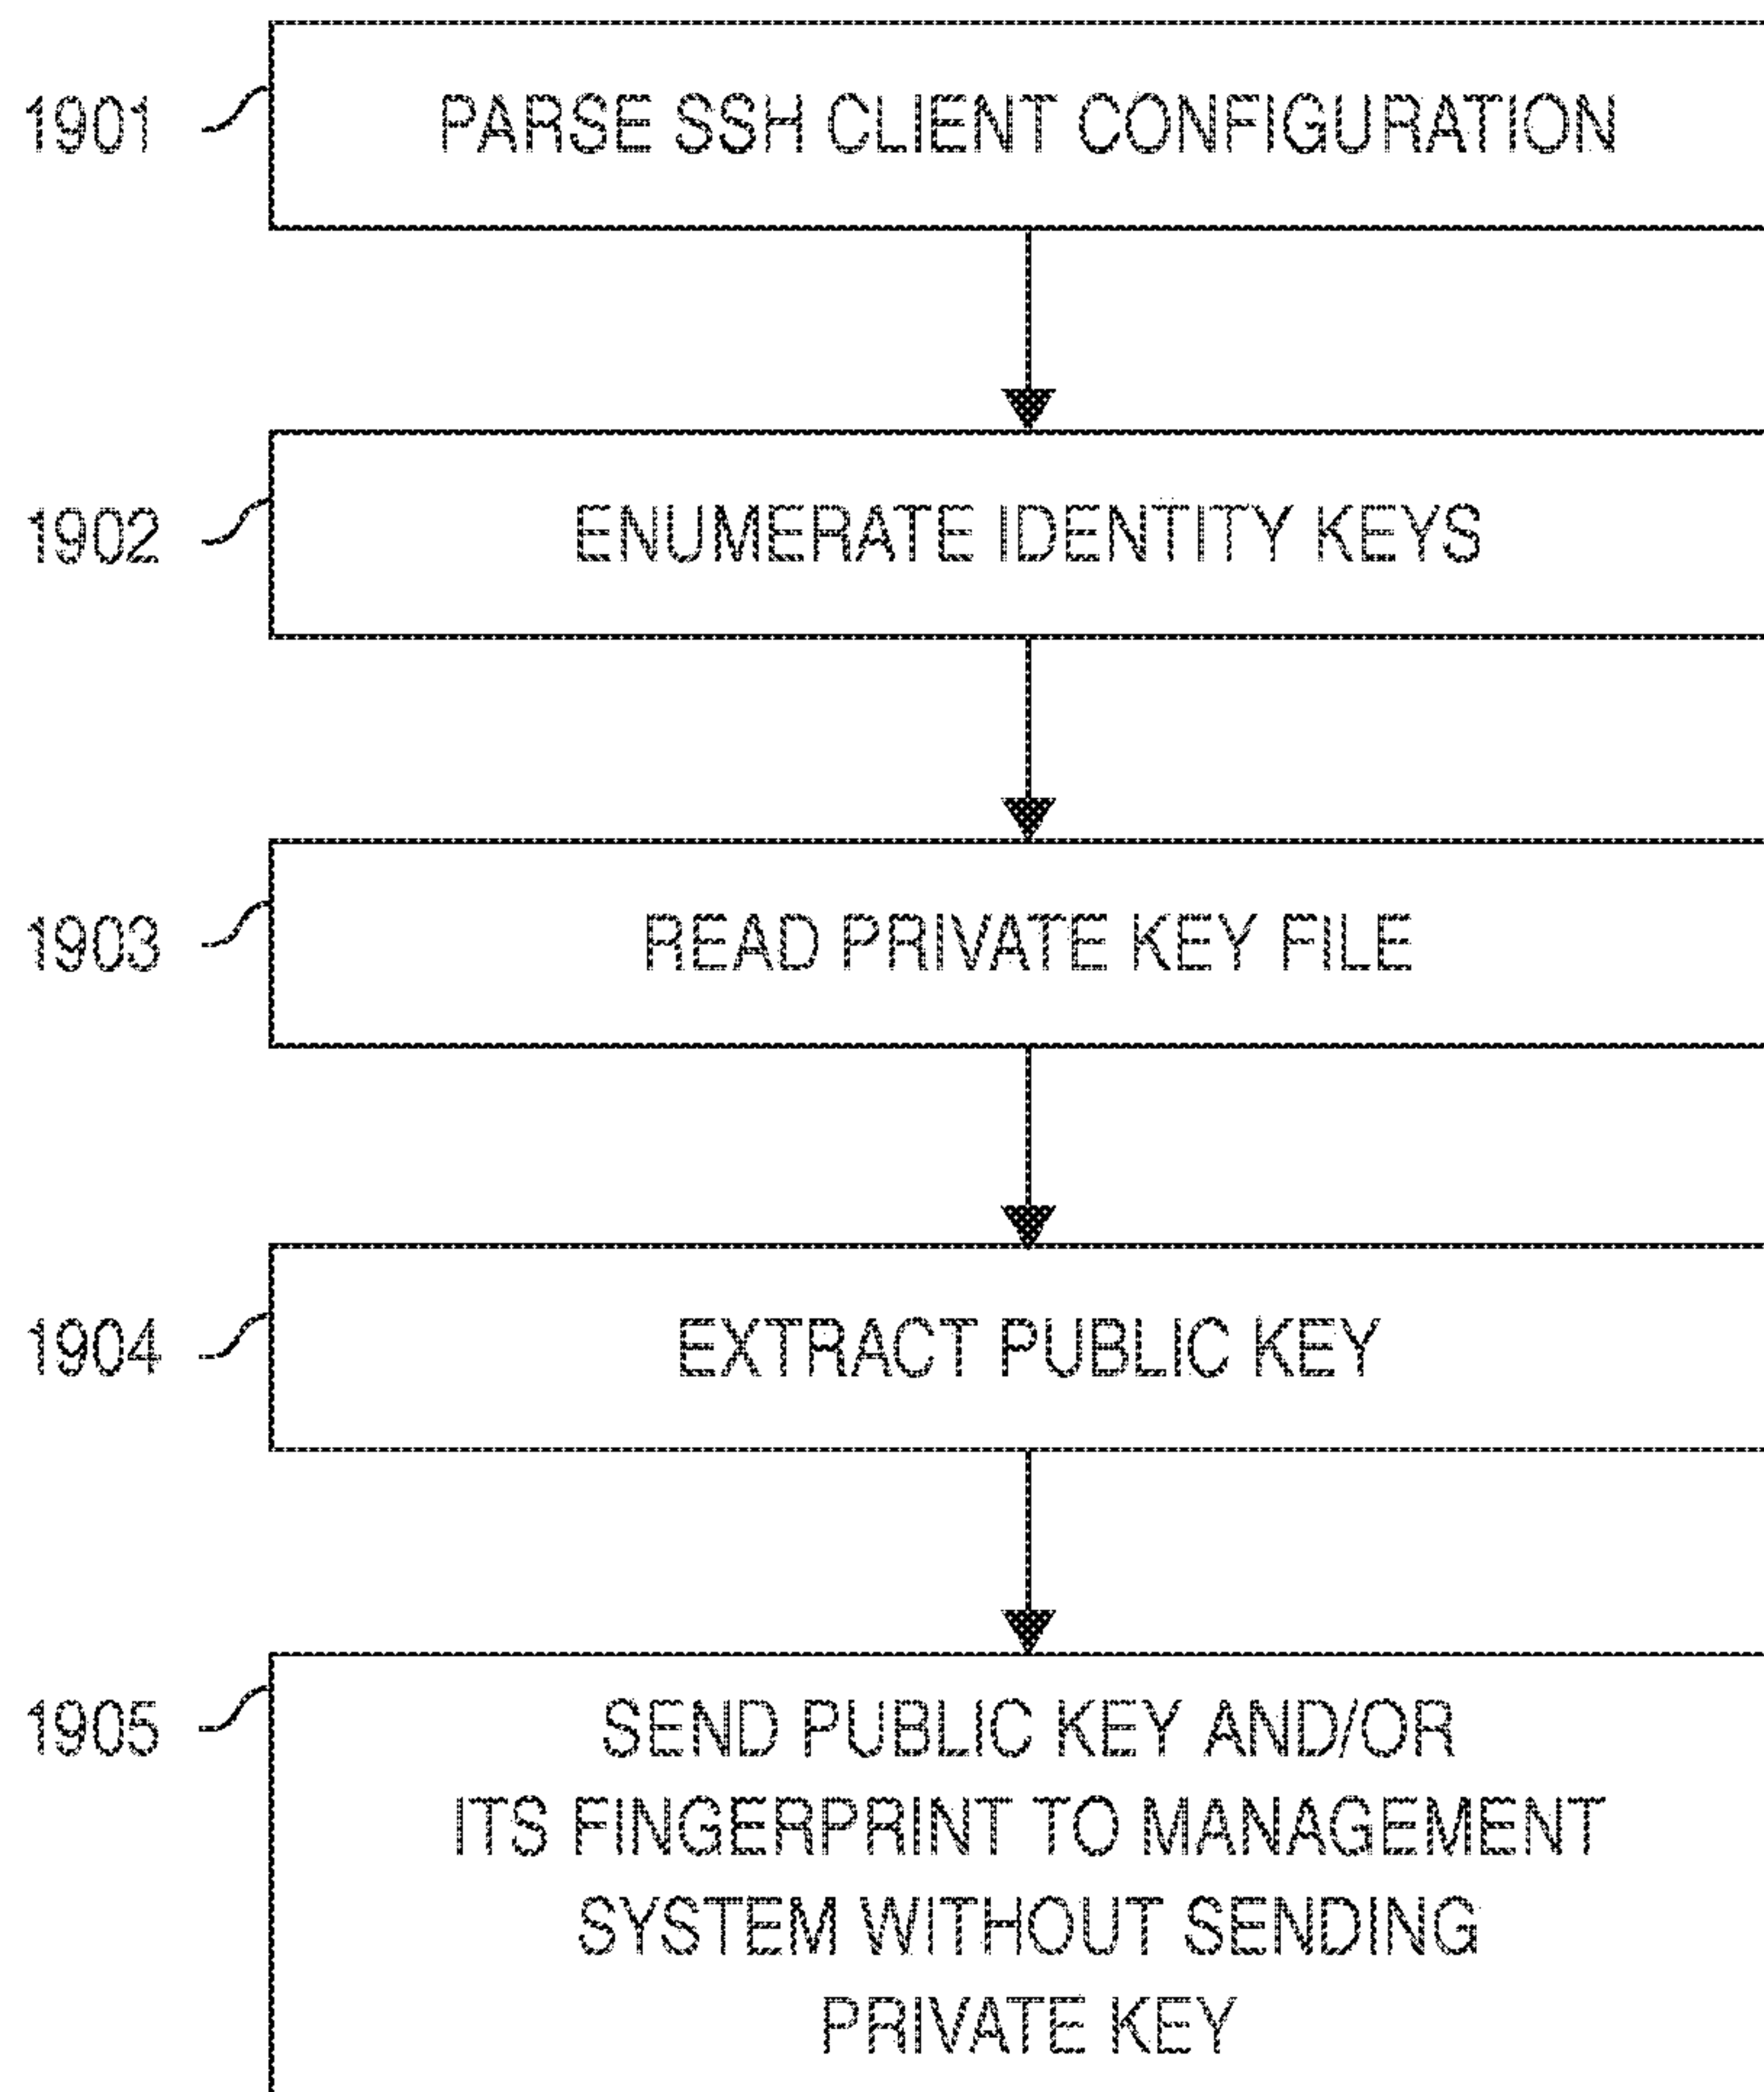 1901
PARSE SSH CLIENT CONFIGURATION
1902
ENUMERATE IDENTITY KEYS
1903
READ PRIVATE KEY FILE
1904
EXTRACT PUBLIC KEY
1905
SEND PUBLIC KEY AND/OR
ITS FINGERPRINT TO MANAGEMENT
SYSTEM WITHOUT SENDING
PRIVATE KEY